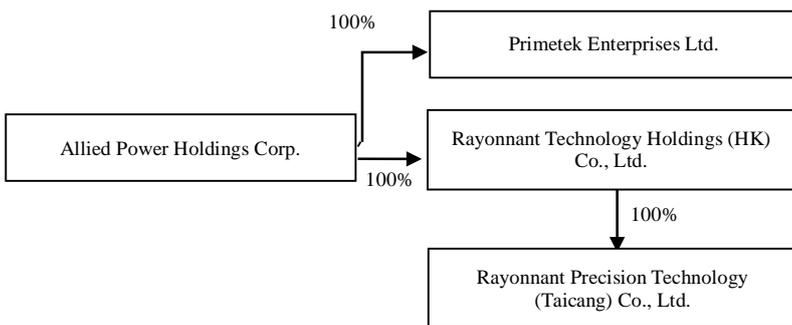 100%
Primetek Enterprises Ltd.
Allied Power Holdings Corp.
Rayonnant Technology Holdings (HK)
Co., Ltd.
100%
100%
Rayonnant Precision Technology
(Taicang) Co., Ltd.